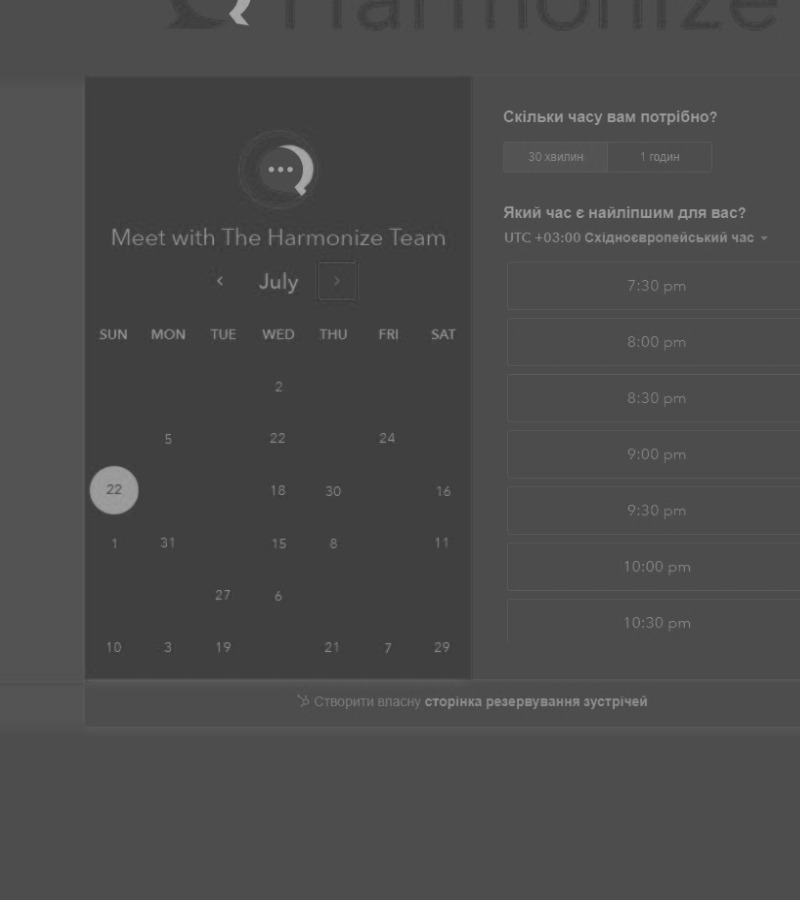 Harmonize
Meet with The Harmonize Team
July
SUN MON TUE WED THU FRI SAT
2
5 22 24
22 18 30 16
1 31 15 8 11
27 6
10 3 19 21 7 29
Скільки часу вам потрібно?
30 хвилин 1 годин
Який час є найліпшим для вас?
UTC +03:00 Східноєвропейський час
7:30 pm
8:00 pm
8:30 pm
9:00 pm
9:30 pm
10:00 pm
10:30 pm
Створити власну сторінка резервування зустрічей